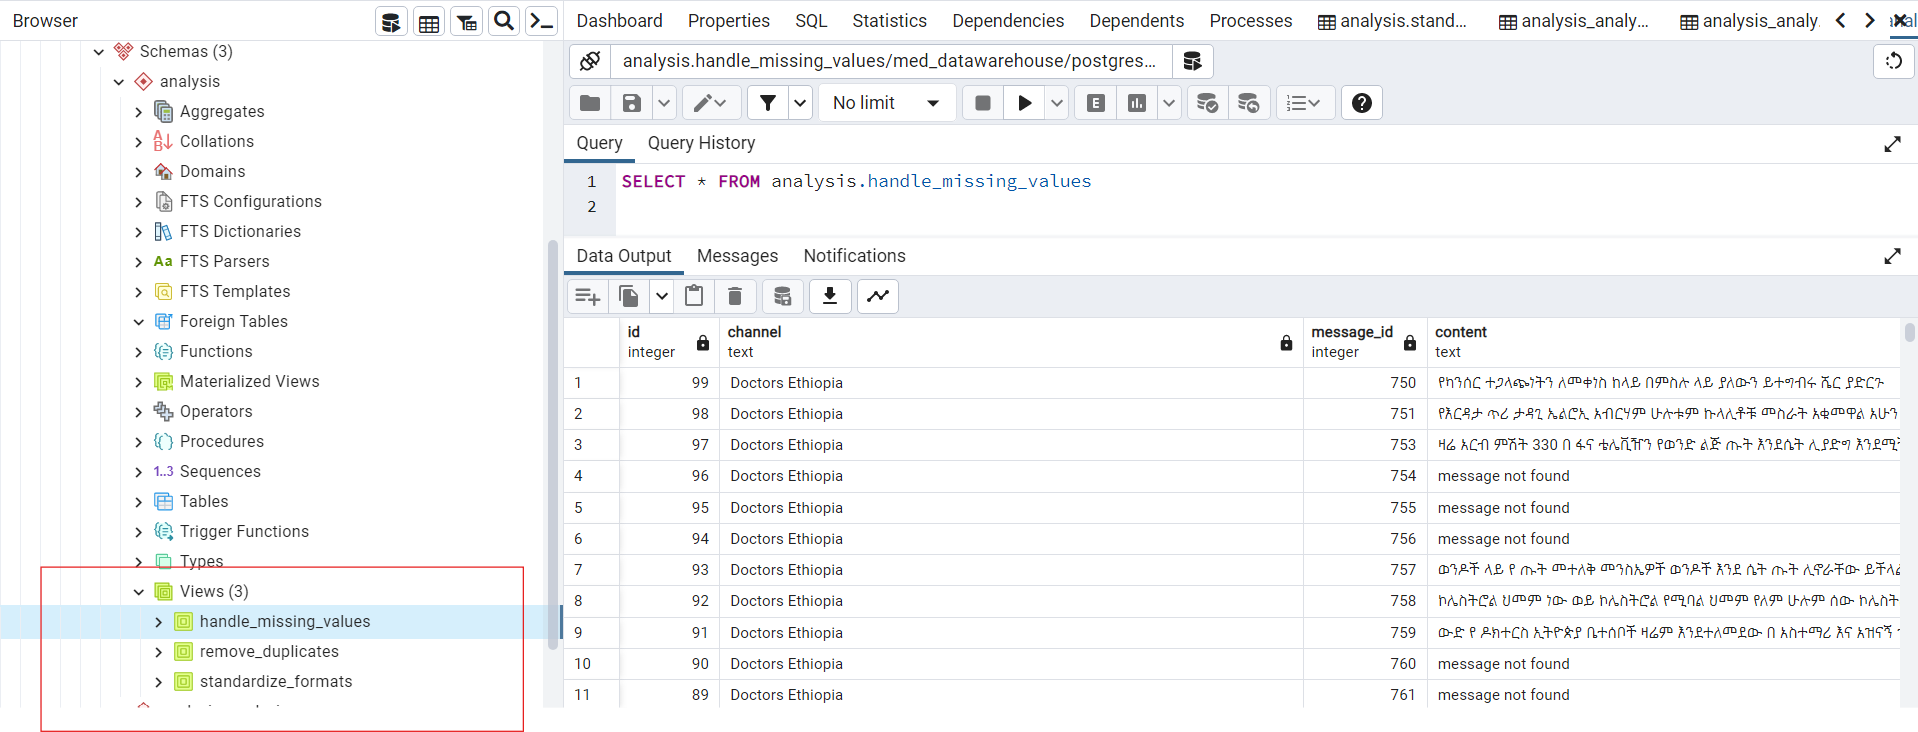 Browser
Dashboard Properties SQL Statistics Dependencies Dependents Processes analysis.stand... analysis_analy... analysis_analy.
Schemas (3)
analysis
Aggregates
Collations
Domains
FTS Configurations
FTS Dictionaries
Aa FTS Parsers
FTS Templates
Foreign Tables
Functions
Materialized Views
Operators
Procedures
1..3 Sequences
Tables
Trigger Functions
Types
Views (3)
handle_missing_values
remove_duplicates
standardize_formats
analysis.handle_missing_values/med_datawarehouse/postgres...
No limit
E
Query Query History
1 SELECT * FROM analysis.handle_missing_values
2
Data Output Messages Notifications
id channel message_id content
integer text integer text
1 99 Doctors Ethiopia 750 የካንሰር ተጋላጭነትን ለመቀነስ ከላይ በምስሉ ላይ ያለውን ይተግብሩ ሼር ያድርጉ
2 98 Doctors Ethiopia 751 የእርዳታ ጥሪ ታዳጊ ኤልሮኢ አብርሃም ሁሉቱም ኩላሊቶቹ መስራት አቁመዋል አሁን
3 97 Doctors Ethiopia 753 ዛሬ አርብ ምሽት 330 በ ፋና ቴሌቪዥን የወንድ ልጅ ጡት እንደሴት ሊያድግ
4 96 Doctors Ethiopia 754 message not found
5 95 Doctors Ethiopia 755 message not found
6 94 Doctors Ethiopia 756 message not found
7 93 Doctors Ethiopia 757 ወንዶች ላይ የ ጡት መተለቅ መንስኤዎች ወንዶች እንደ ሴት ጡት ሊኖራቸው
8 92 Doctors Ethiopia 758 ኮሌስትሮል ህመም ነው ወይ ኮሌስትሮል የሚባል ህመም የለም ሁሉም ሰው ኮሌስት
9 91 Doctors Ethiopia 759 ውድ የ ዶክተርስ ኢትዮጵያ ቤተሰቦች ዛሬም እንደተለመደው በ አስተማሪ እና አዝናኝ
10 90 Doctors Ethiopia 760 message not found
11 89 Doctors Ethiopia 761 message not found